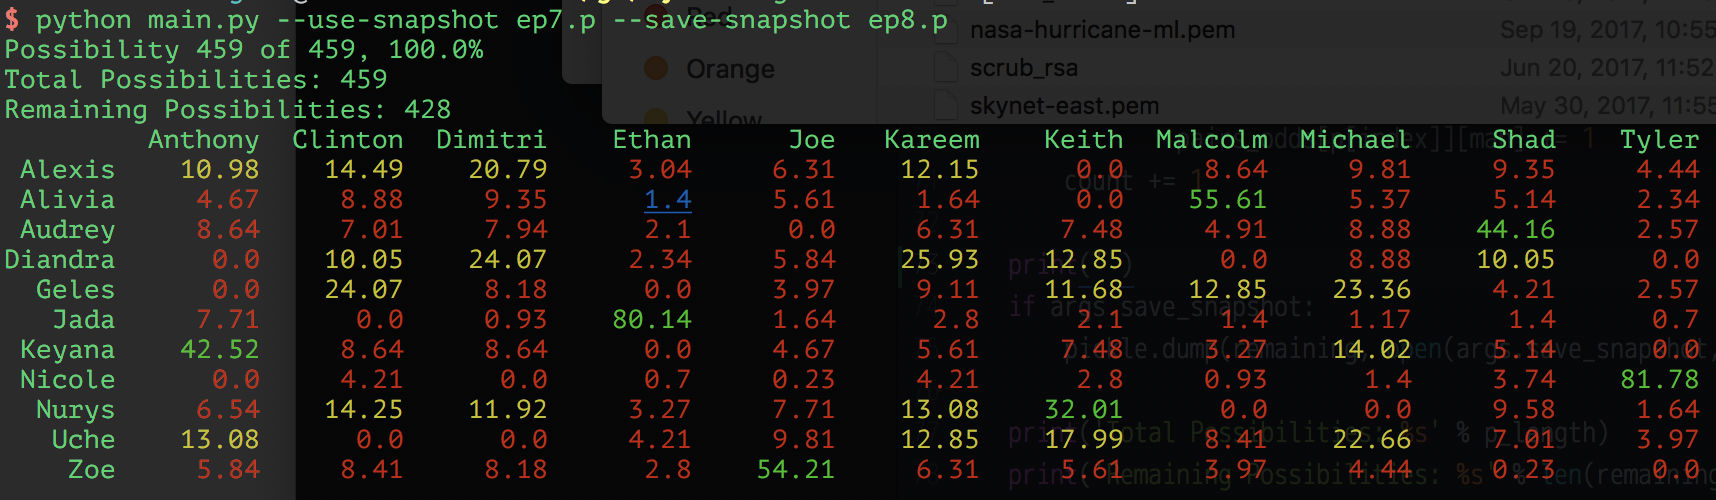 $ python main.py --use-snapshot ep7.p --save-snapshot ep8.p
Red
nasa-hurricane-ml.pem Sep 19, 2017, 10:55
Possibility 459 of 459, 100.0%
Orange scrub_rsa Jun 20, 2017, 11:52
Total Possibilities: 459
Remaining Possibilities: 428
Yellow skynet-east.pem May 30, 2017, 11:55
Anthony Clinton Dimitri Ethan Joe Kareem Keith Malcolm Michael Shad Tyler
Alexis 10.98 14.49 20.79 3.04 6.31 12.15 0.0 8.64 9.81 9.35 4.44
count += 1
Alivia 4.67 8.88 9.35 1.4 5.61 1.64 0.0 55.61 5.37 5.14 2.34
Audrey 8.64 7.01 7.94 2.1 0.0 6.31 7.48 4.91 8.88 44.16 2.57
Diandra 0.0 10.05 24.07 2.34 5.84 25.93 12.85 0.0 8.88 10.05 0.0
Geles 0.0 24.07 8.18 0.0 3.97 9.11 11.68 12.85 23.36 4.21 2.57
if args.save_snapshot:
Jada 7.71 0.0 0.93 80.14 1.64 2.8 2.1 1.4 1.17 1.4 0.7
Keyana 42.52 8.64 8.64 0.0 4.67 5.61 7.48 3.27 14.02 5.14 0.0
Nicole 0.0 4.21 0.0 0.7 0.23 4.21 2.8 0.93 1.4 3.74 81.78
Nurys 6.54 14.25 11.92 3.27 7.71 13.08 32.01 0.0 0.0 9.58 1.64
Uche 13.08 0.0 0.0 4.21 9.81 12.85 17.99 8.41 22.66 7.01 3.97
Zoe 5.84 8.41 8.18 2.8 54.21 6.31 5.61 3.97 4.44 0.23 0.0